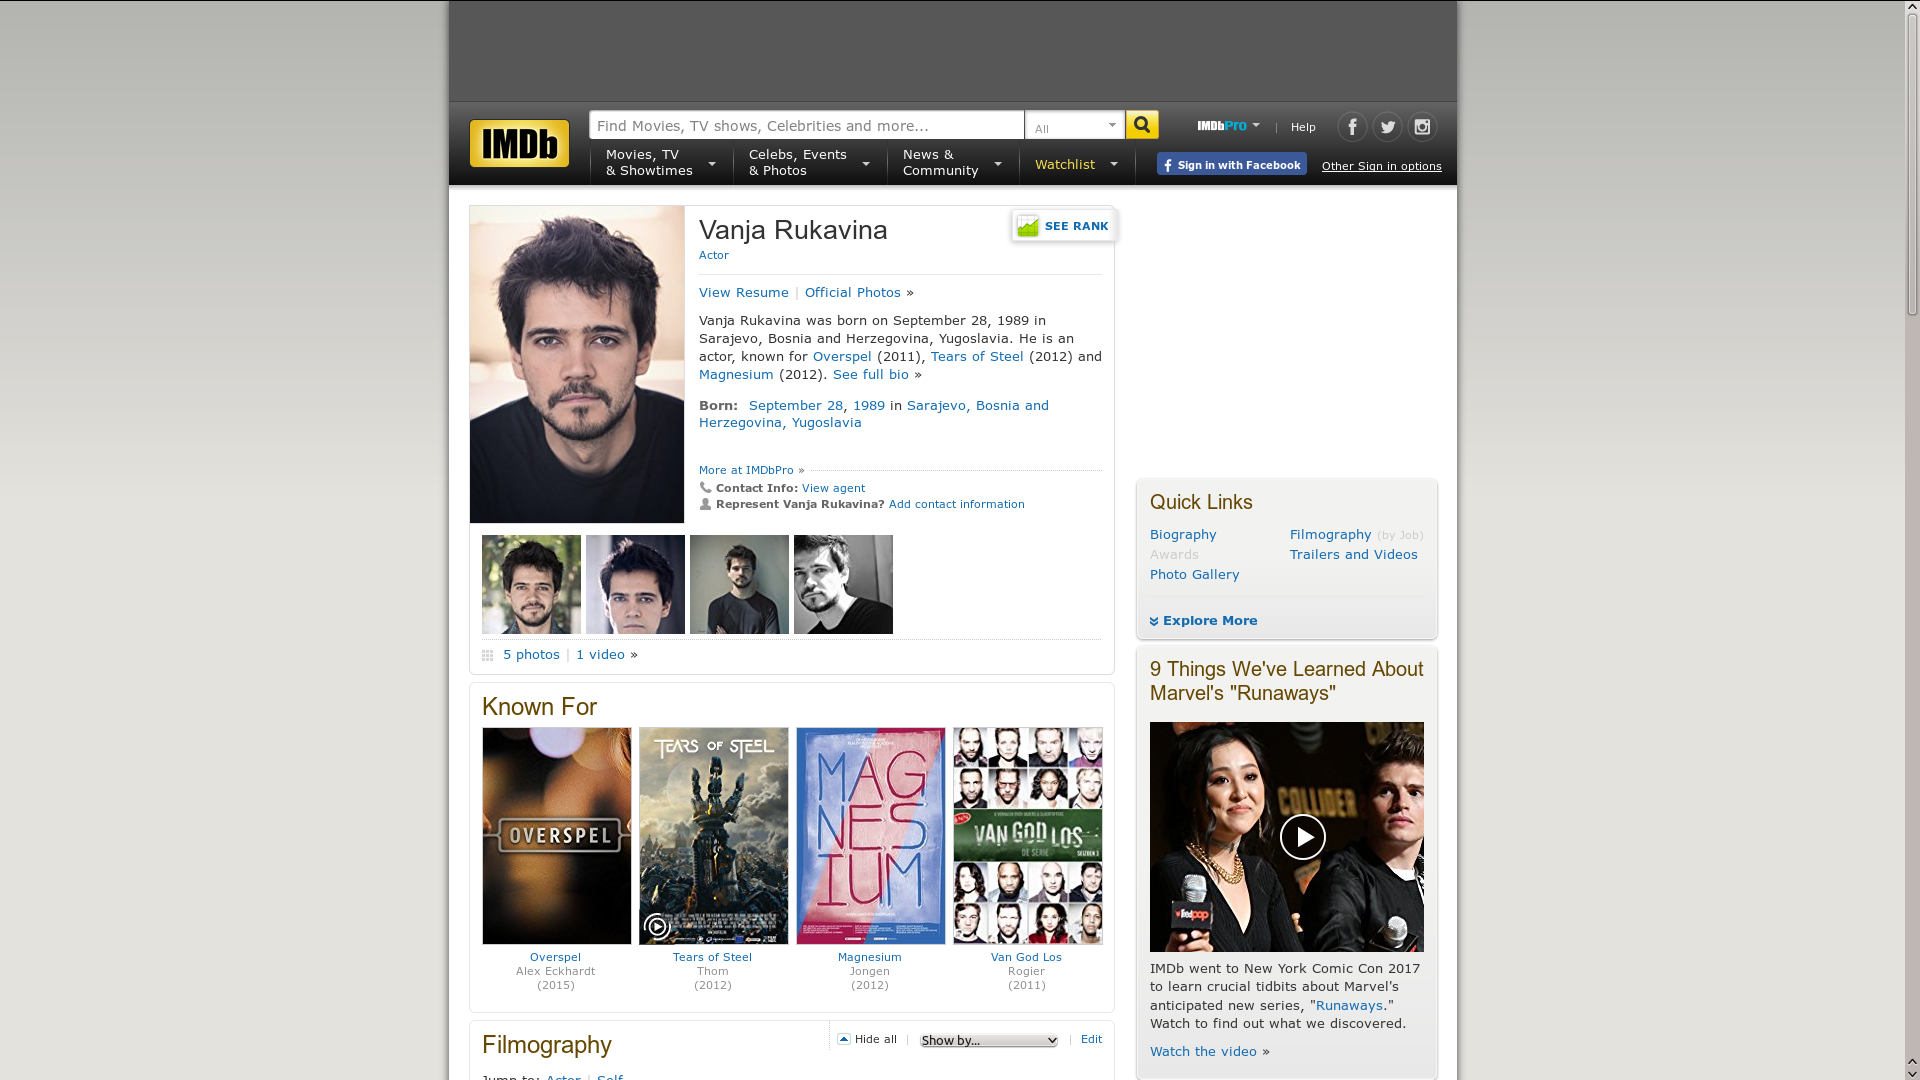 IMDb
Find Movies, TV shows, Celebrities and more...
All
IMDbPro
|
Help
Movies, TV
& Showtimes
Celebs, Events
& Photos
News &
Community
Watchlist
Sign in with Facebook
Other Sign in options
Vanja Rukavina
SEE RANK
Actor
View Resume | Official Photos »
Vanja Rukavina was born on September 28, 1989 in
Sarajevo, Bosnia and Herzegovina, Yugoslavia. He is an
actor, known for Overspel (2011), Tears of Steel (2012) and
Magnesium (2012). See full bio »
Born: September 28, 1989 in Sarajevo, Bosnia and
Herzegovina, Yugoslavia
More at IMDbPro »
Contact Info: View agent
Represent Vanja Rukavina? Add contact information
5 photos | 1 video »
Known For
OVERSPEL
TEARS OF STEEL
MAG
NES
IUM
VAN GOD LOS
DE SERIE
SEIZOEN 3
Overspel
Alex Eckhardt
(2015)
Tears of Steel
Thom
(2012)
Magnesium
Jongen
(2012)
Van God Los
Rogier
(2011)
Filmography
Hide all | Show by... | Edit
Jump to: Actor | Self
Quick Links
Biography
Awards
Photo Gallery
Filmography (by Job)
Trailers and Videos
Explore More
9 Things We've Learned About
Marvel's "Runaways"
COLLIDER
IMDb went to New York Comic Con 2017
to learn crucial tidbits about Marvel's
anticipated new series, "Runaways."
Watch to find out what we discovered.
Watch the video »